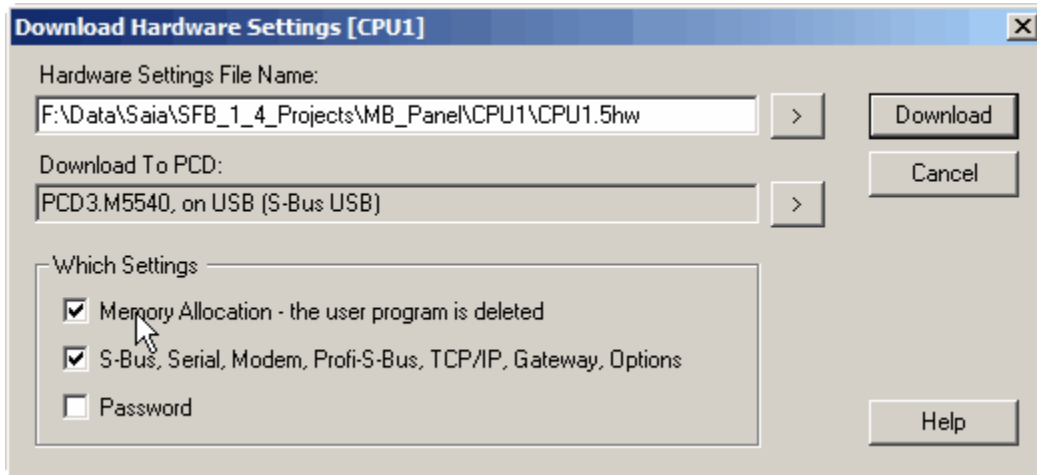 Download Hardware Settings [CPU1]
Hardware Settings File Name:
F:\Data\Saia\SFB_1_4_Projects\MB_Panel\CPU1\CPU1.5hw
>
Download
Download To PCD:
Cancel
PCD3.M5540, on USB (S-Bus USB)
>
Which Settings
Memory Allocation - the user program is deleted
S-Bus, Serial, Modem, Profi-S-Bus, TCP/IP, Gateway, Options
Password
Help